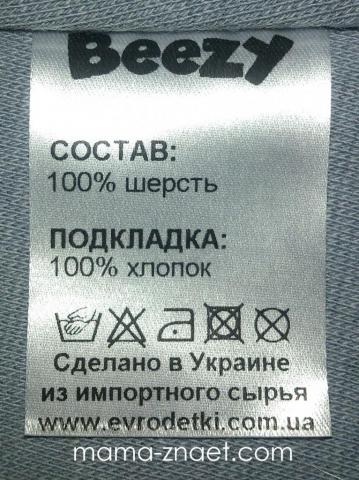 Beezy
СОСТАВ:
100% шерсть
ПОДКЛАДКА:
100% хлопок
Сделано в Украине
из импортного сырья
www.evrodetki.com.ua
mama-znaet.com